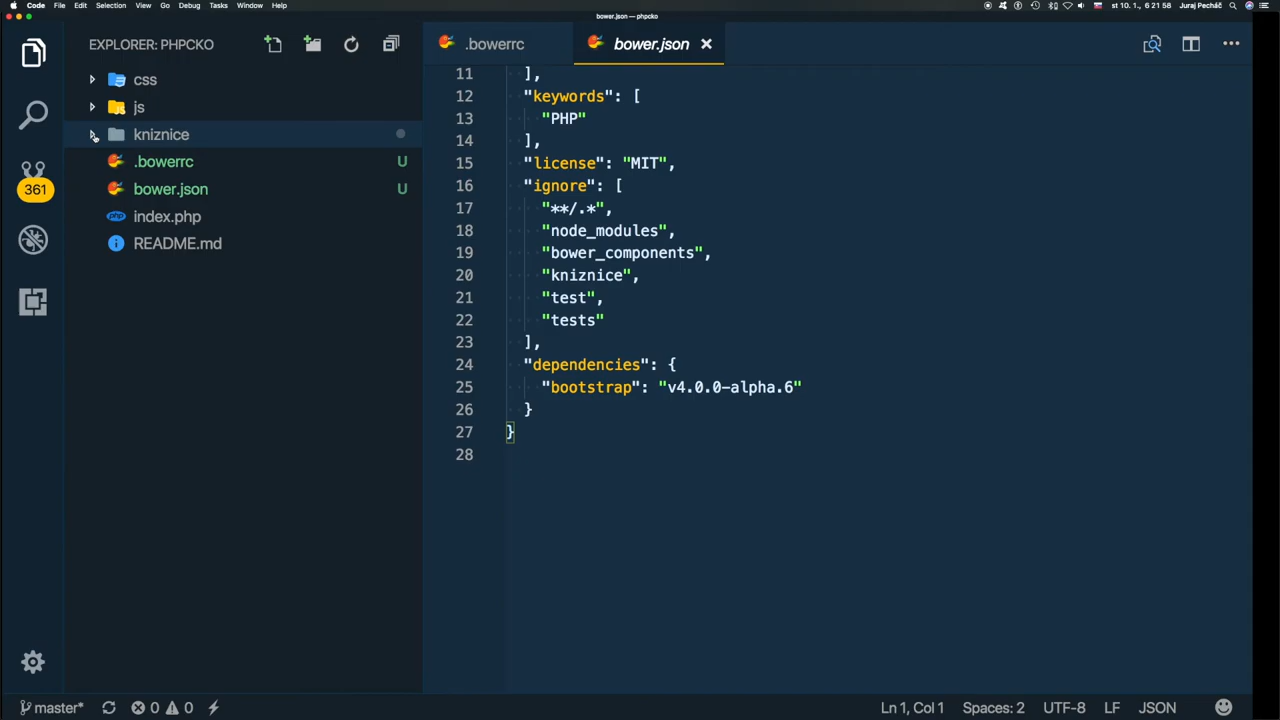 Code File Edit Selection View Go Debug Tasks Window Help
st 10. 1., 6 21 58 Juraj Pecháč
bower.json — phpcko
EXPLORER: PHPCKO
css
js
kniznice
.bowerrc U
bower.json U
index.php
README.md
361
.bowerrc
bower.json
11 ],
12 "keywords": [
13 "PHP"
14 ],
15 "license": "MIT",
16 "ignore": [
17 "**/.*",
18 "node_modules",
19 "bower_components",
20 "kniznice",
21 "test",
22 "tests"
23 ],
24 "dependencies": {
25 "bootstrap": "v4.0.0-alpha.6"
26 }
27 }
28
master* 0 0 Ln 1, Col 1 Spaces: 2 UTF-8 LF JSON